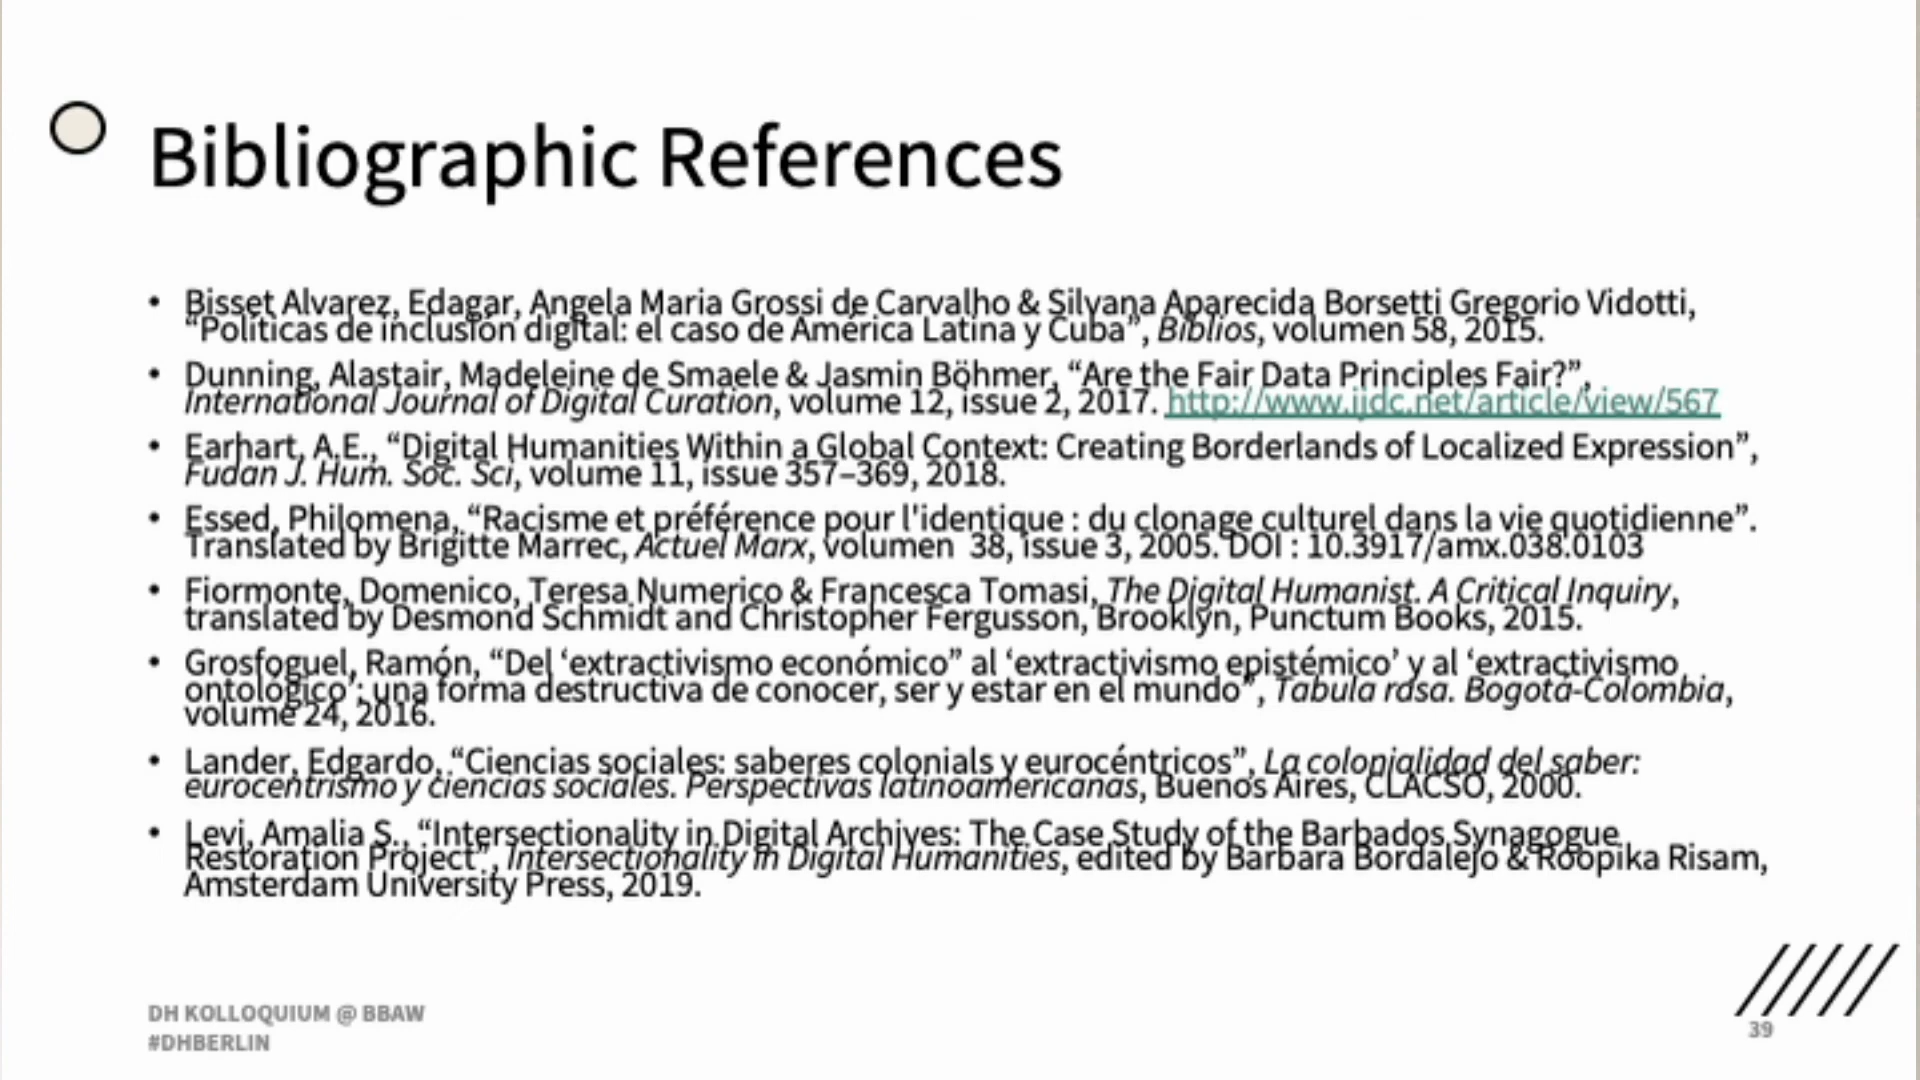 Bibliographic References
• Bisset Alvarez, Edagar, Angela Maria Grossi de Carvalho & Silvana Aparecida Borsetti Gregorio Vidotti,
“Políticas de inclusión digital: el caso de América Latina y Cuba”, Biblios, volumen 58, 2015.
• Dunning, Alastair, Madeleine de Smaele & Jasmin Böhmer, “Are the Fair Data Principles Fair?”,
International Journal of Digital Curation, volume 12, issue 2, 2017. http://www.ijdc.net/article/view/567
• Earhart, A.E., “Digital Humanities Within a Global Context: Creating Borderlands of Localized Expression”,
Fudan J. Hum. Soc. Sci, volume 11, issue 357–369, 2018.
• Essed, Philomena, “Racisme et préférence pour l'identique : du clonage culturel dans la vie quotidienne”.
Translated by Brigitte Marrec, Actuel Marx, volumen  38, issue 3, 2005. DOI : 10.3917/amx.038.0103
• Fiormonte, Domenico, Teresa Numerico & Francesca Tomasi, The Digital Humanist. A Critical Inquiry,
translated by Desmond Schmidt and Christopher Fergusson, Brooklyn, Punctum Books, 2015.
• Grosfoguel, Ramón, “Del ‘extractivismo económico” al ‘extractivismo epistémico’ y al ‘extractivismo
ontológico’: una forma destructiva de conocer, ser y estar en el mundo”, Tabula rasa. Bogotá-Colombia,
volume 24, 2016.
• Lander, Edgardo, “Ciencias sociales: saberes colonials y eurocéntricos”, La colonialidad del saber:
eurocentrismo y ciencias sociales. Perspectivas latinoamericanas, Buenos Aires, CLACSO, 2000.
• Levi, Amalia S., “Intersectionality in Digital Archives: The Case Study of the Barbados Synagogue
Restoration Project”, Intersectionality in Digital Humanities, edited by Barbara Bordalejo & Roopika Risam,
Amsterdam University Press, 2019.
DH KOLLOQUIUM @ BBAW
#DHBERLIN
39